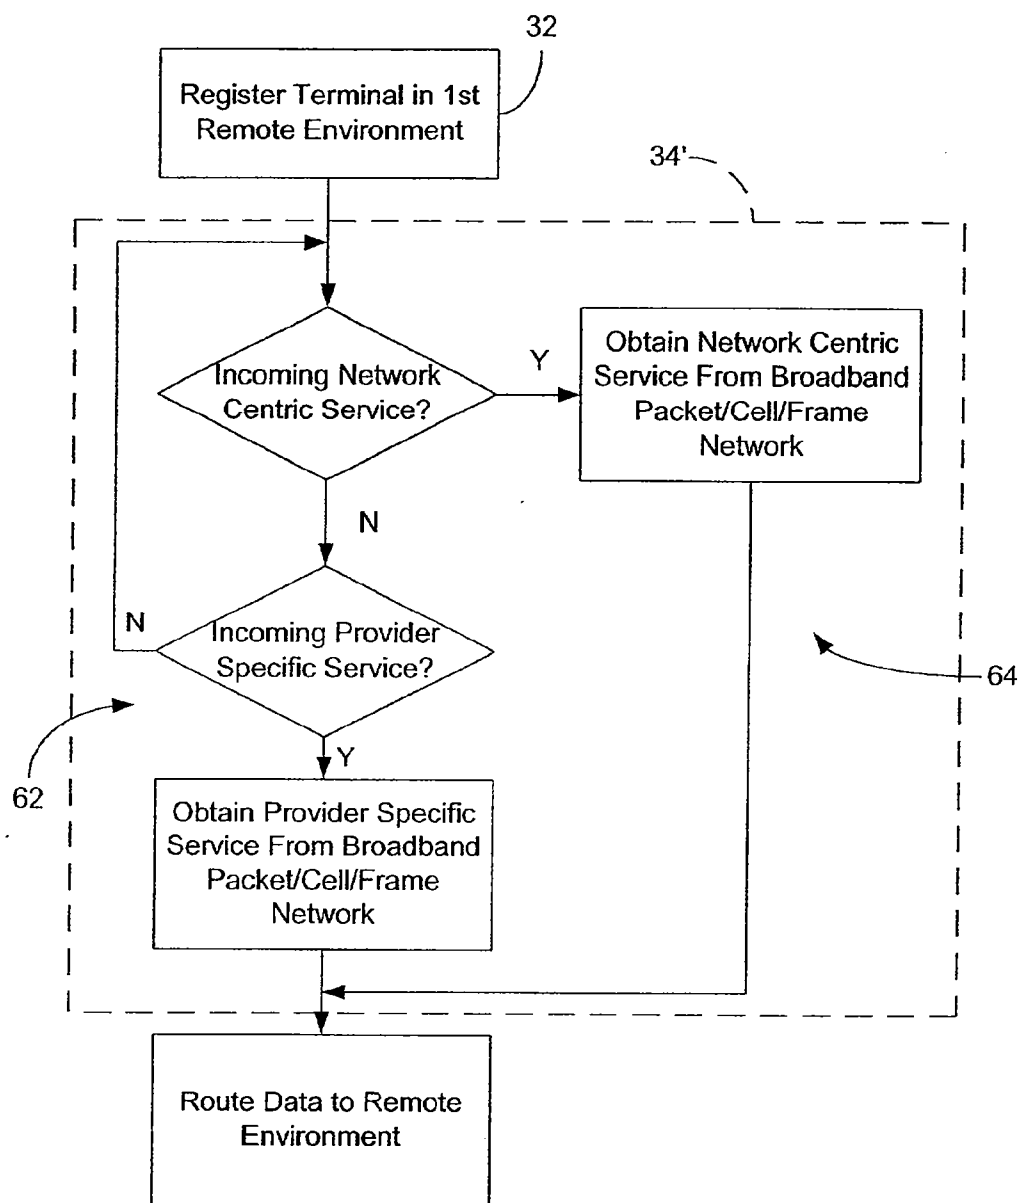 32
Register Terminal in 1st
Remote Environment
34'
Incoming Network
Centric Service?
Y
Obtain Network Centric
Service From Broadband
Packet/Cell/Frame
Network
N
N
Incoming Provider
Specific Service?
64
62
Y
Obtain Provider Specific
Service From Broadband
Packet/Cell/Frame
Network
Route Data to Remote
Environment